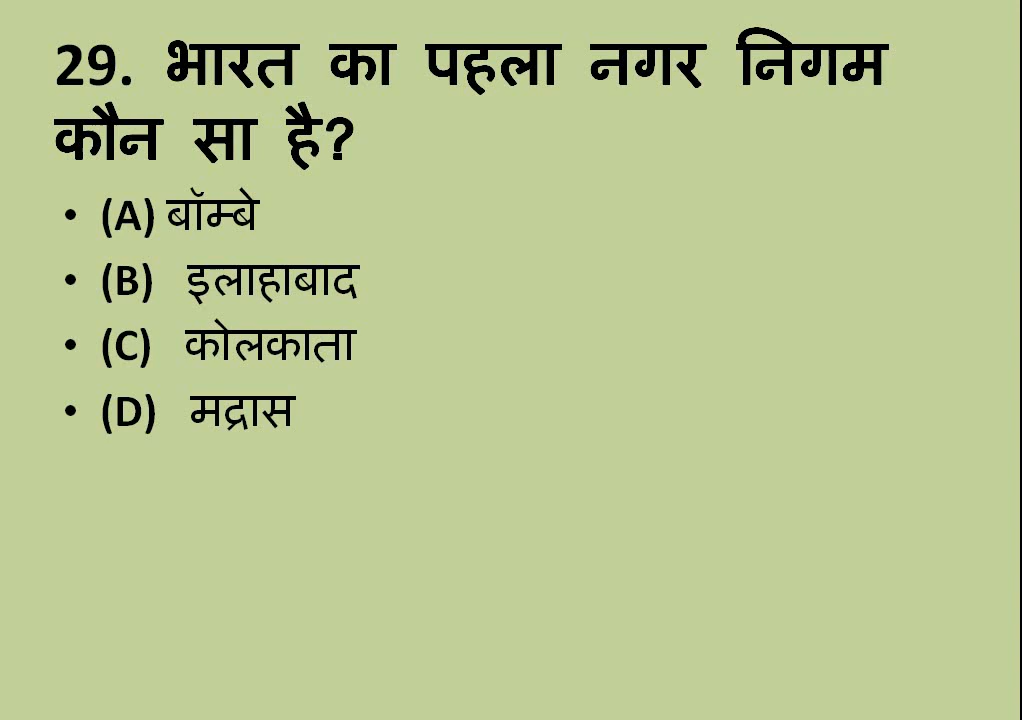 29. भारत का पहला नगर निगम
कौन सा है?
• (A) बॉम्बे
• (B) इलाहाबाद
• (C) कोलकाता
• (D) मद्रास